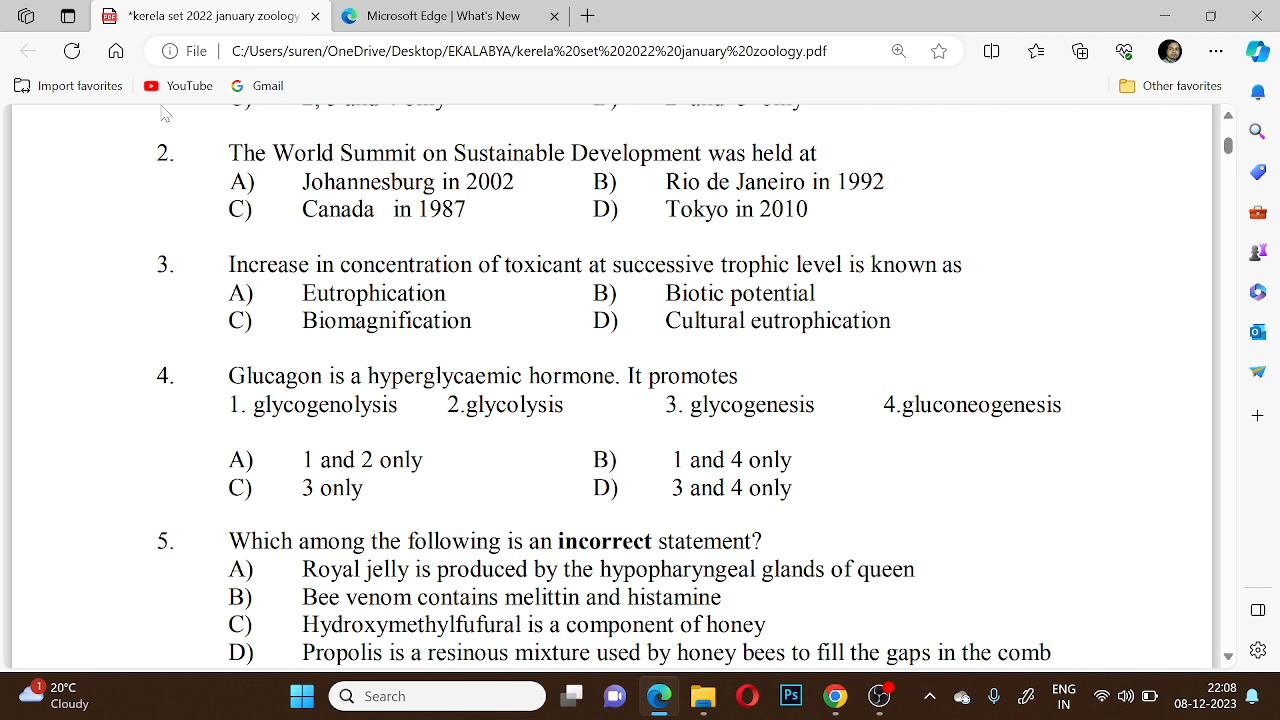 *kerela set 2022 january zoology
Microsoft Edge | What's New
File
C:/Users/suren/OneDrive/Desktop/EKALABYA/kerela%20set%202022%20january%20zoology.pdf
Import favorites
YouTube
Gmail
Other favorites
2. The World Summit on Sustainable Development was held at
A) Johannesburg in 2002 B) Rio de Janeiro in 1992
C) Canada in 1987 D) Tokyo in 2010
3. Increase in concentration of toxicant at successive trophic level is known as
A) Eutrophication B) Biotic potential
C) Biomagnification D) Cultural eutrophication
4. Glucagon is a hyperglycaemic hormone. It promotes
1. glycogenolysis 2.glycolysis 3. glycogenesis 4.gluconeogenesis
A) 1 and 2 only B) 1 and 4 only
C) 3 only D) 3 and 4 only
5. Which among the following is an incorrect statement?
A) Royal jelly is produced by the hypopharyngeal glands of queen
B) Bee venom contains melittin and histamine
C) Hydroxymethylfufural is a component of honey
D) Propolis is a resinous mixture used by honey bees to fill the gaps in the comb
1
20°C
Cloudy
Search
Ps
ENG
IN
22:08
08-12-2023